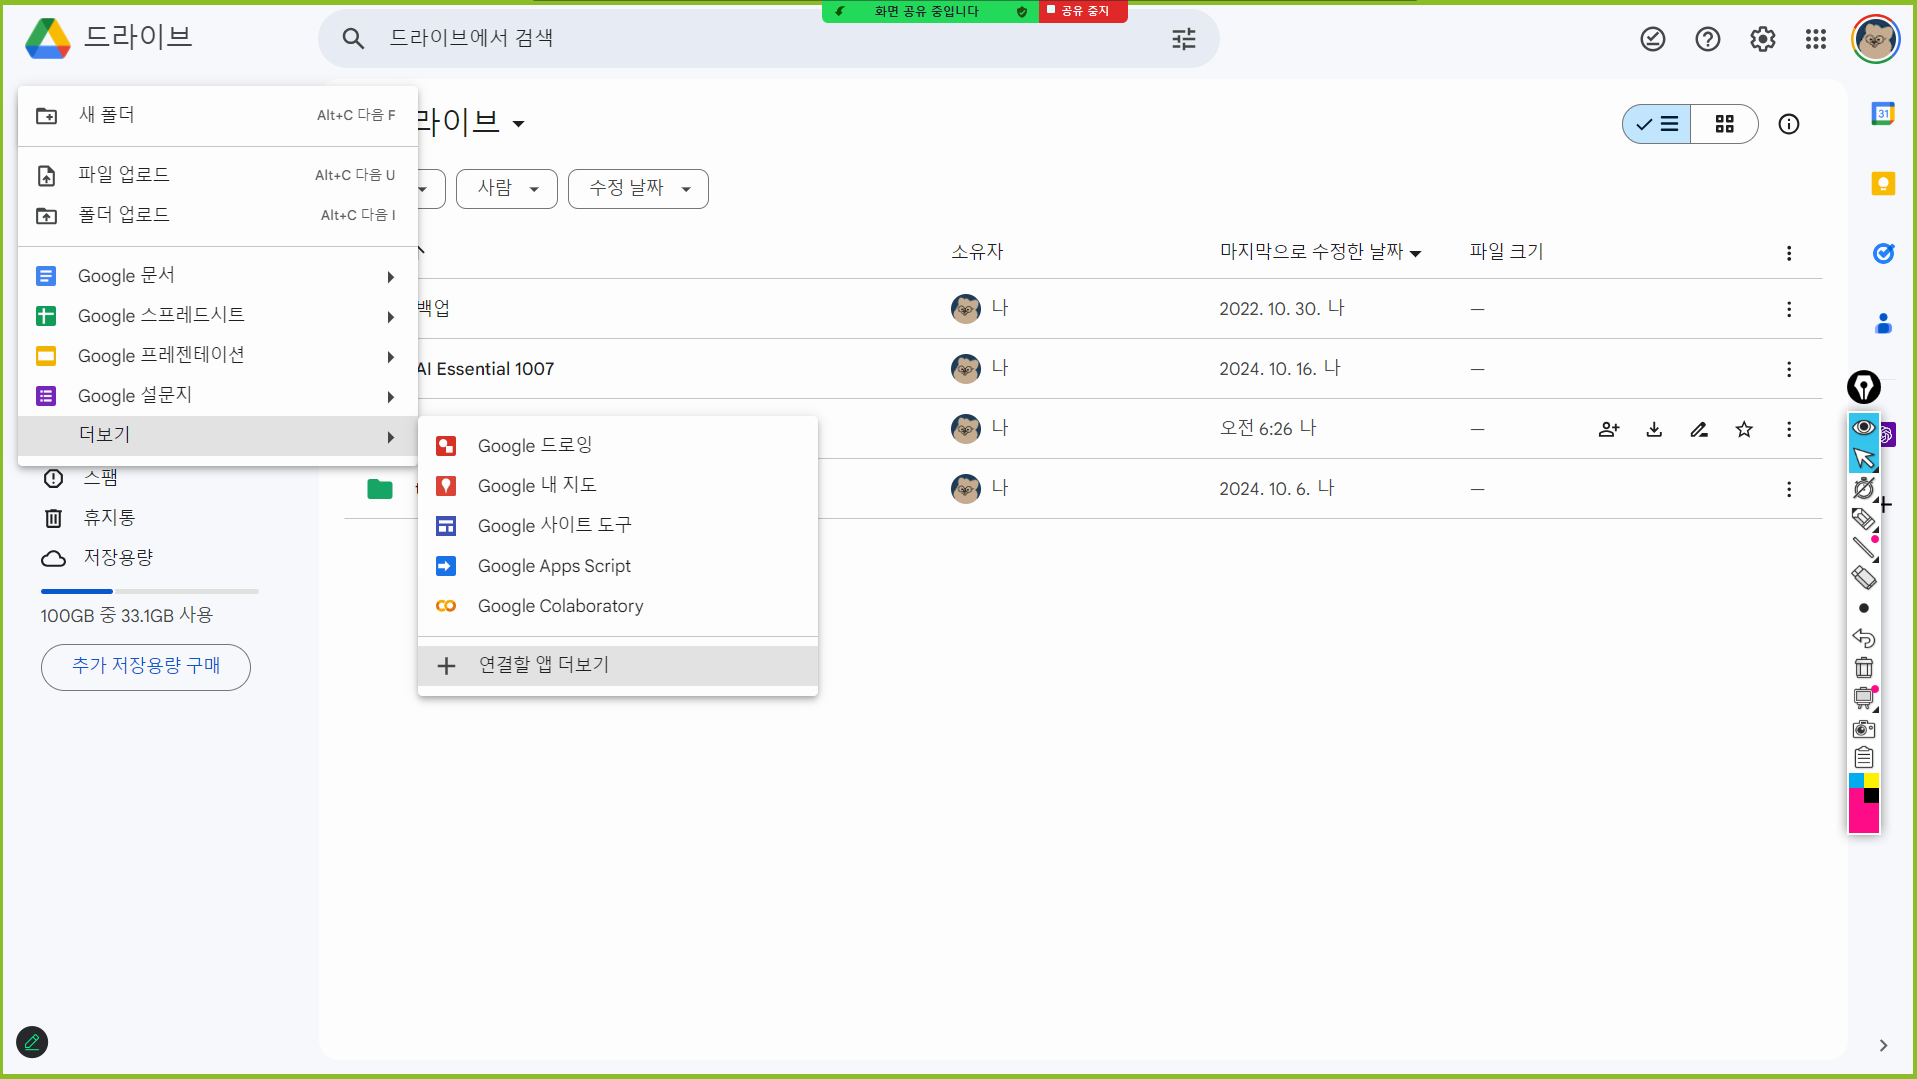 화면 공유 중입니다
공유 중지
드라이브
드라이브에서 검색
새 폴더
Alt+C 다음 F
파일 업로드
Alt+C 다음 U
폴더 업로드
Alt+C 다음 I
Google 문서
Google 스프레드시트
Google 프레젠테이션
Google 설문지
더보기
스팸
휴지통
저장용량
100GB 중 33.1GB 사용
추가 저장용량 구매
라이브
사람
수정 날짜
소유자
마지막으로 수정한 날짜
파일 크기
백업
나
2022. 10. 30. 나
—
AI Essential 1007
나
2024. 10. 16. 나
—
나
오전 6:26 나
—
나
2024. 10. 6. 나
—
Google 드로잉
Google 내 지도
Google 사이트 도구
Google Apps Script
Google Colaboratory
연결할 앱 더보기
31